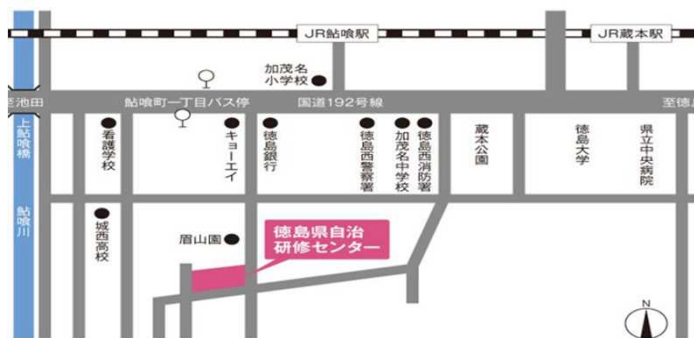 JR鮎喰駅
JR蔵本駅
加茂名
小学校
至池田
鮎喰町一丁目バス停
国道192号線
至徳島
上鮎喰橋
看護学校
キョーエイ
徳島銀行
徳島西警察署
加茂名中学校
徳島西消防署
蔵本公園
徳島大学
県立中央病院
鮎喰川
城西高校
眉山園
徳島県自治
研修センター
N